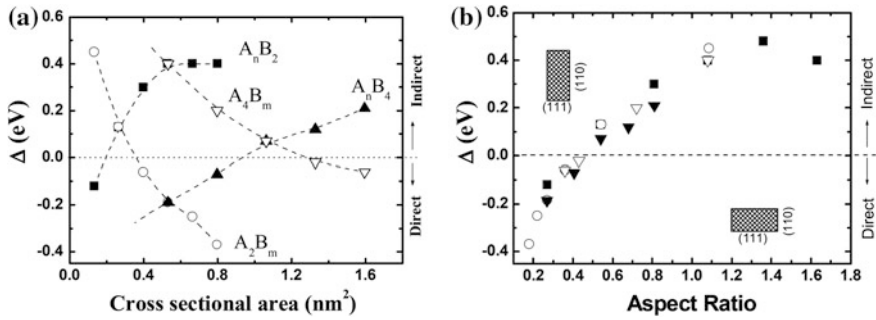 (a)
0.6
0.4
0.2
0.0
-0.2
-0.4
Δ (eV)
AₙB₂
A₄Bₘ
AₙB₄
A₂Bₘ
Indirect
Direct
0.0 0.4 0.8 1.2 1.6
Cross sectional area (nm²)
(b)
0.6
0.4
0.2
0.0
-0.2
-0.4
Δ (eV)
(111)
(110)
(111)
(110)
Indirect
Direct
0.2 0.4 0.6 0.8 1.0 1.2 1.4 1.6 1.8
Aspect Ratio